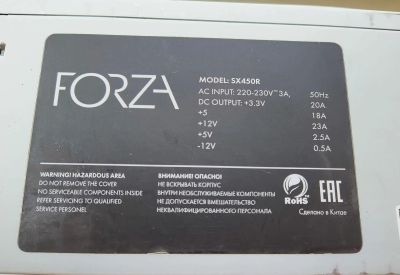 FORZA
MODEL: SX450R
AC INPUT: 220-230V~3A, 50Hz
DC OUTPUT: +3.3V 20A
+5 18A
+12V 23A
+5V 2.5A
-12V 0.5A
WARNING! HAZARDOUS AREA
DO NOT REMOVE THE COVER
NO SERVICEABLE COMPONENTS INSIDE
REFER SERVICING TO QUALIFIED
SERVICE PERSONEL
ВНИМАНИЕ! ОПАСНО!
НЕ ВСКРЫВАТЬ КОРПУС
ВНУТРИ НЕОБСЛУЖИВАЕМЫЕ КОМПОНЕНТЫ
НЕ ДОПУСКАЕТСЯ ВМЕШАТЕЛЬСТВО
НЕКВАЛИФИЦИРОВАННОГО ПЕРСОНАЛА
RoHS
EAC
Сделано в Китае